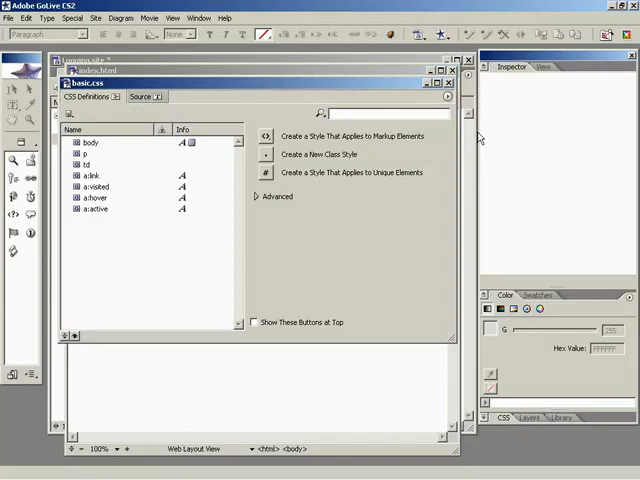 Adobe GoLive CS2
File Edit Type Special Site Diagram Movie View Window Help
Paragraph
None
T
index.html
basic.css
CSS Definitions
Source
Name
Info
body
p
td
a:link
a:visited
a:hover
a:active
Create a Style That Applies to Markup Elements
Create a New Class Style
# Create a Style That Applies to Unique Elements
Advanced
Show These Buttons at Top
100%
Web Layout View
<html> <body>
Inspector
View
Color
Swatches
G
255
Hex Value:
FFFFFF
CSS
Layers
Library